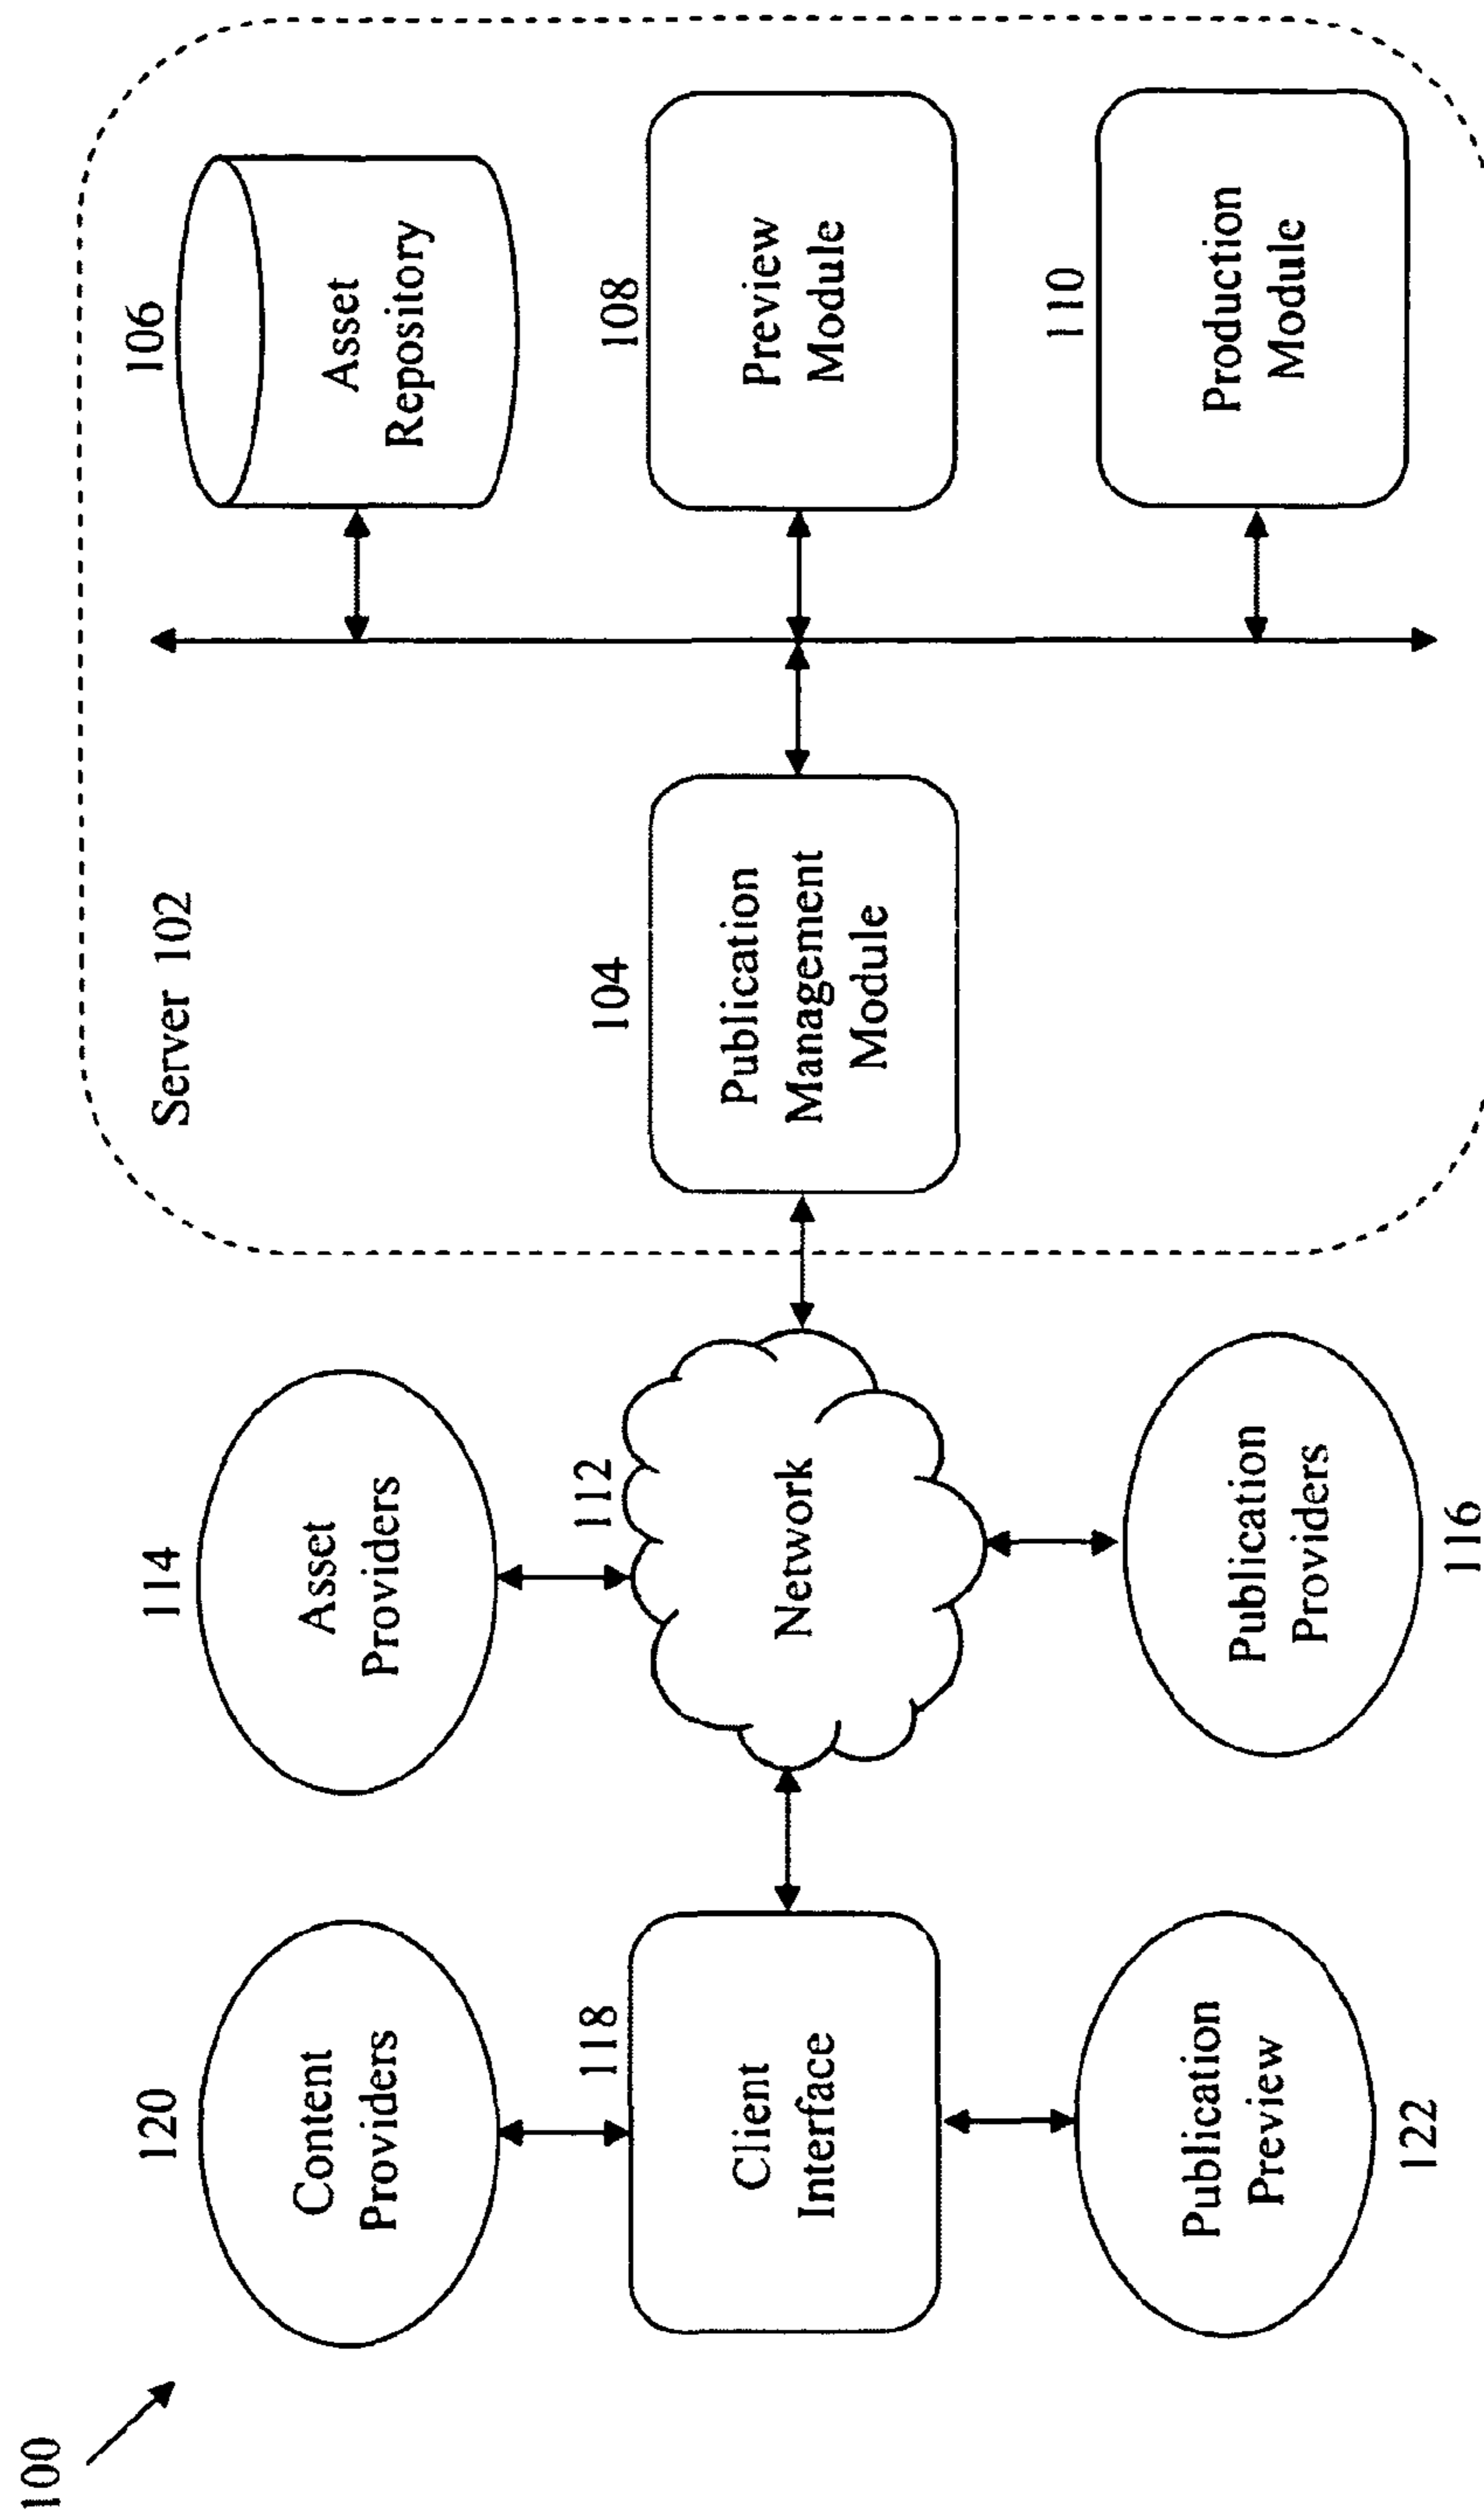 100
120
Content
Providers
118
Client
Interface
Publication
Preview
122
114
Asset
Providers
112
Network
Publication
Providers
116
Server 102
104
Publication
Management
Module
106
Asset
Repository
108
Preview
Module
110
Production
Module